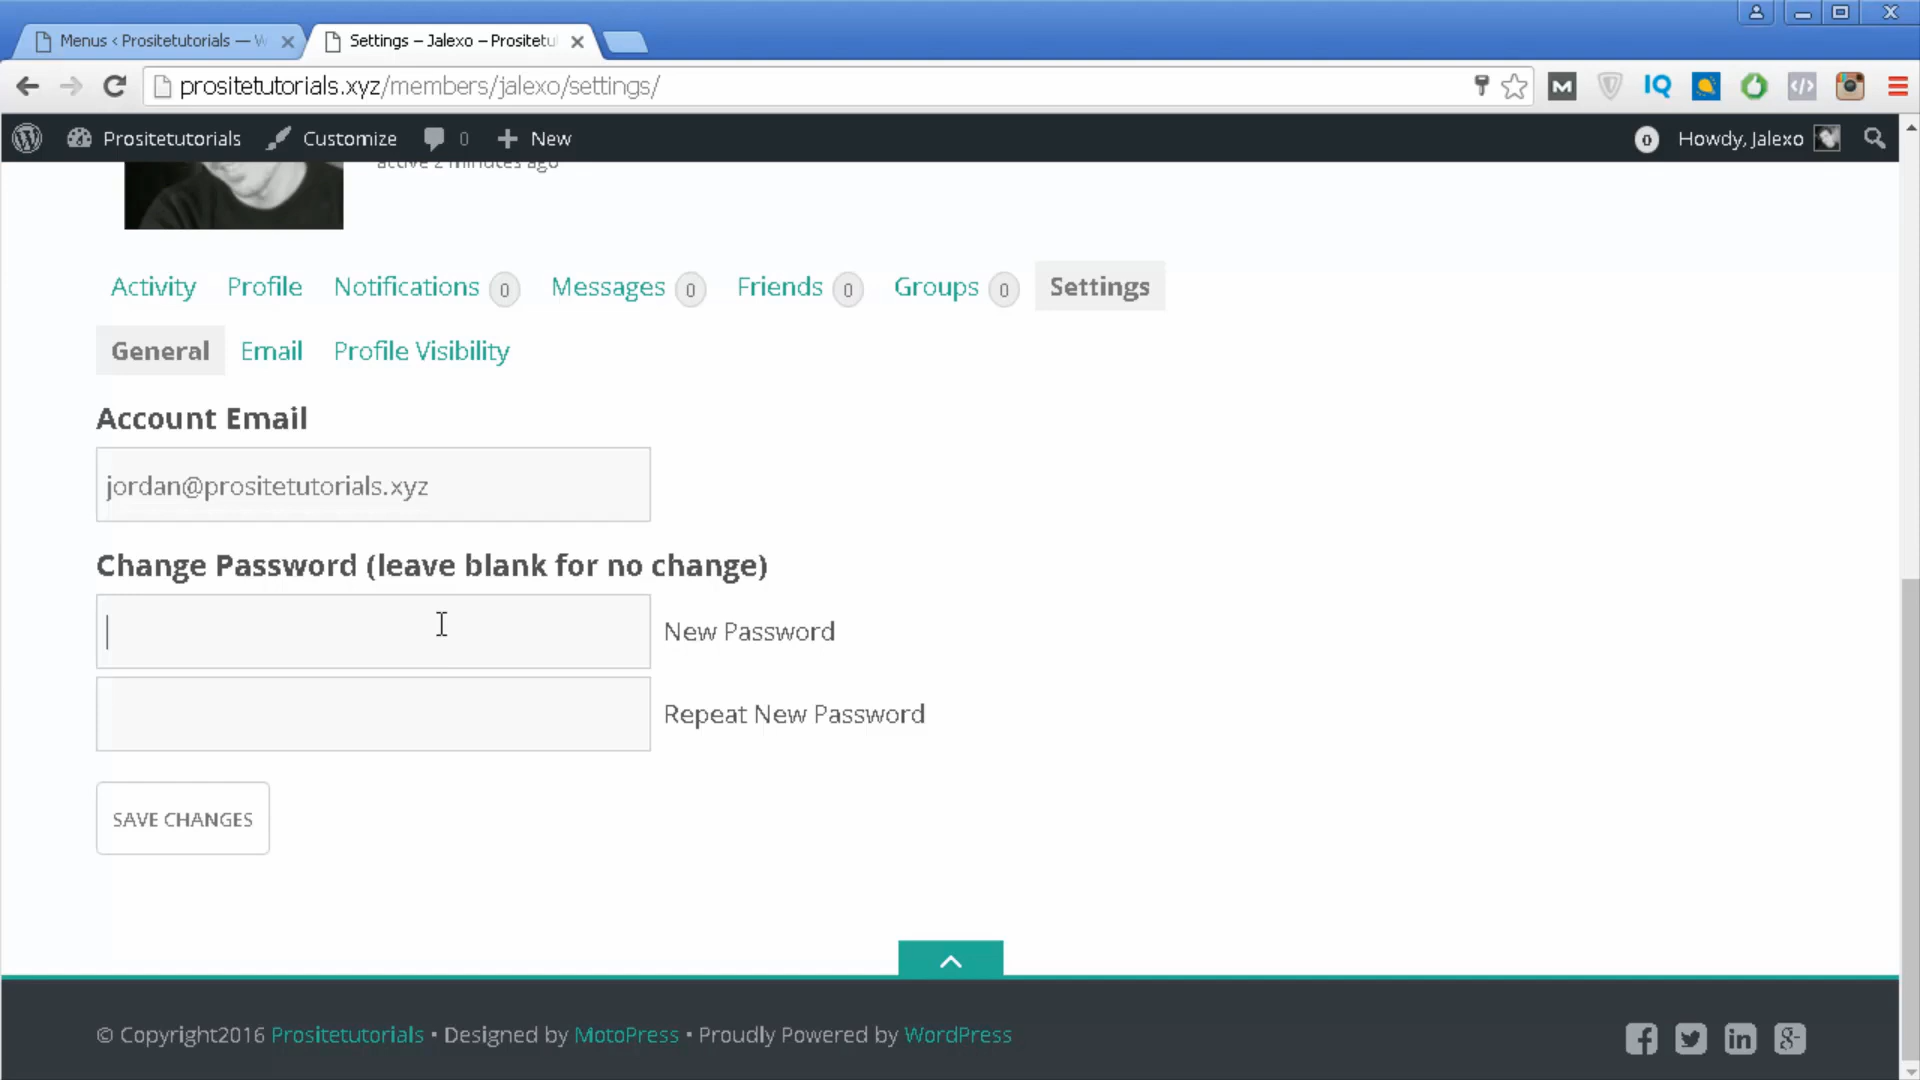 Menus ‹ Prositetutorials — W
Settings – Jalexo – Prositetu
prositetutorials.xyz/members/jalexo/settings/
M IQ
Prositetutorials Customize 0 New 0 Howdy, Jalexo
active 2 minutes ago
Activity Profile Notifications 0 Messages 0 Friends 0 Groups 0 Settings
General Email Profile Visibility
Account Email
jordan@prositetutorials.xyz
Change Password (leave blank for no change)
New Password
Repeat New Password
SAVE CHANGES
© Copyright2016 Prositetutorials • Designed by MotoPress • Proudly Powered by WordPress